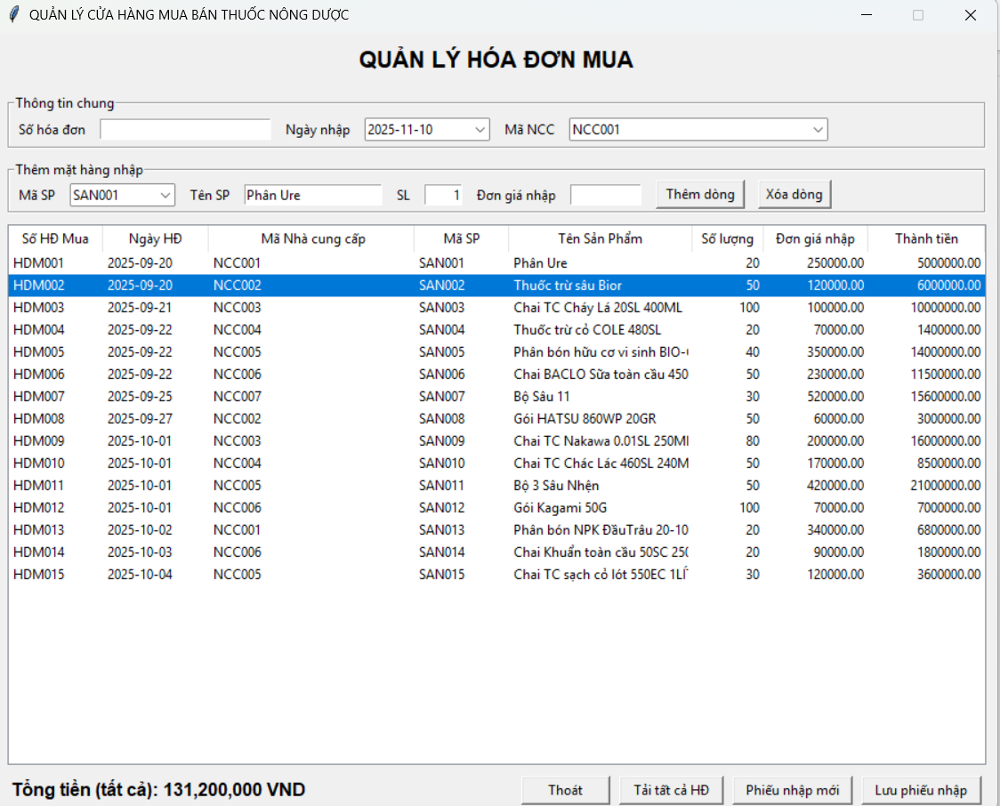 QUẢN LÝ CỬA HÀNG MUA BÁN THUỐC NÔNG DƯỢC
QUẢN LÝ HÓA ĐƠN MUA
Thông tin chung
Số hóa đơn Ngày nhập 2025-11-10 Mã NCC NCC001
Thêm mặt hàng nhập
Mã SP SAN001 Tên SP Phân Ure SL 1 Đơn giá nhập Thêm dòng Xóa dòng
Số HĐ Mua Ngày HĐ Mã Nhà cung cấp Mã SP Tên Sản Phẩm Số lượng Đơn giá nhập Thành tiền
HDM001 2025-09-20 NCC001 SAN001 Phân Ure 20 250000.00 5000000.00
HDM002 2025-09-20 NCC002 SAN002 Thuốc trừ sâu Bior 50 120000.00 6000000.00
HDM003 2025-09-21 NCC003 SAN003 Chai TC Cháy Lá 20SL 400ML 100 100000.00 10000000.00
HDM004 2025-09-22 NCC004 SAN004 Thuốc trừ cỏ COLE 480SL 20 70000.00 1400000.00
HDM005 2025-09-22 NCC005 SAN005 Phân bón hữu cơ vi sinh BIO- 40 350000.00 14000000.00
HDM006 2025-09-22 NCC006 SAN006 Chai BACLO Sữa toàn cầu 450 50 230000.00 11500000.00
HDM007 2025-09-25 NCC007 SAN007 Bộ Sâu 11 30 520000.00 15600000.00
HDM008 2025-09-27 NCC002 SAN008 Gói HATSU 860WP 20GR 50 60000.00 3000000.00
HDM009 2025-10-01 NCC003 SAN009 Chai TC Nakawa 0.01SL 250M 80 200000.00 16000000.00
HDM010 2025-10-01 NCC004 SAN010 Chai TC Chác Lác 460SL 240M 50 170000.00 8500000.00
HDM011 2025-10-01 NCC005 SAN011 Bộ 3 Sâu Nhện 50 420000.00 21000000.00
HDM012 2025-10-01 NCC006 SAN012 Gói Kagami 50G 100 70000.00 7000000.00
HDM013 2025-10-02 NCC001 SAN013 Phân bón NPK ĐầuTrâu 20-10 20 340000.00 6800000.00
HDM014 2025-10-03 NCC006 SAN014 Chai Khuẩn toàn cầu 50SC 250 20 90000.00 1800000.00
HDM015 2025-10-04 NCC005 SAN015 Chai TC sạch cỏ lót 550EC 1LÍ 30 120000.00 3600000.00
Tổng tiền (tất cả): 131,200,000 VND Thoát Tải tất cả HĐ Phiếu nhập mới Lưu phiếu nhập